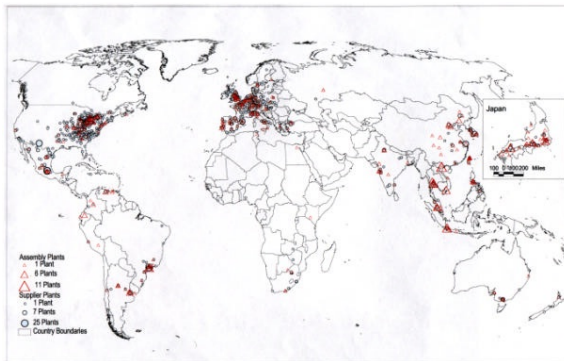 Japan
100 0 100 200 Miles
Assembly Plants
1 Plant
6 Plants
11 Plants
Supplier Plants
1 Plant
7 Plants
25 Plants
Country Boundaries